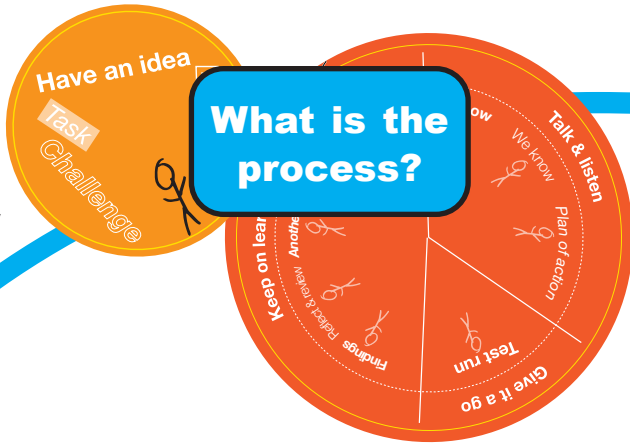 Have an idea
Task
Challenge
What is the
process?
ow
We know
Talk & listen
Plan of action
Test run
Give it a go
Findings
Reflect & review
Anothe
Keep on lear